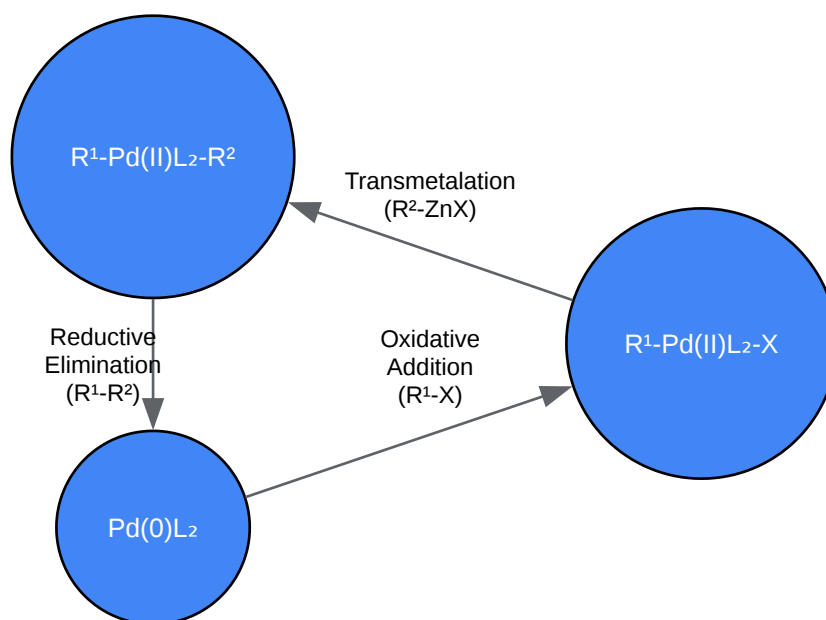 R¹-Pd(II)L₂-R²
Transmetalation
(R²-ZnX)
R¹-Pd(II)L₂-X
Reductive
Elimination
(R¹-R²)
Oxidative
Addition
(R¹-X)
Pd(0)L₂